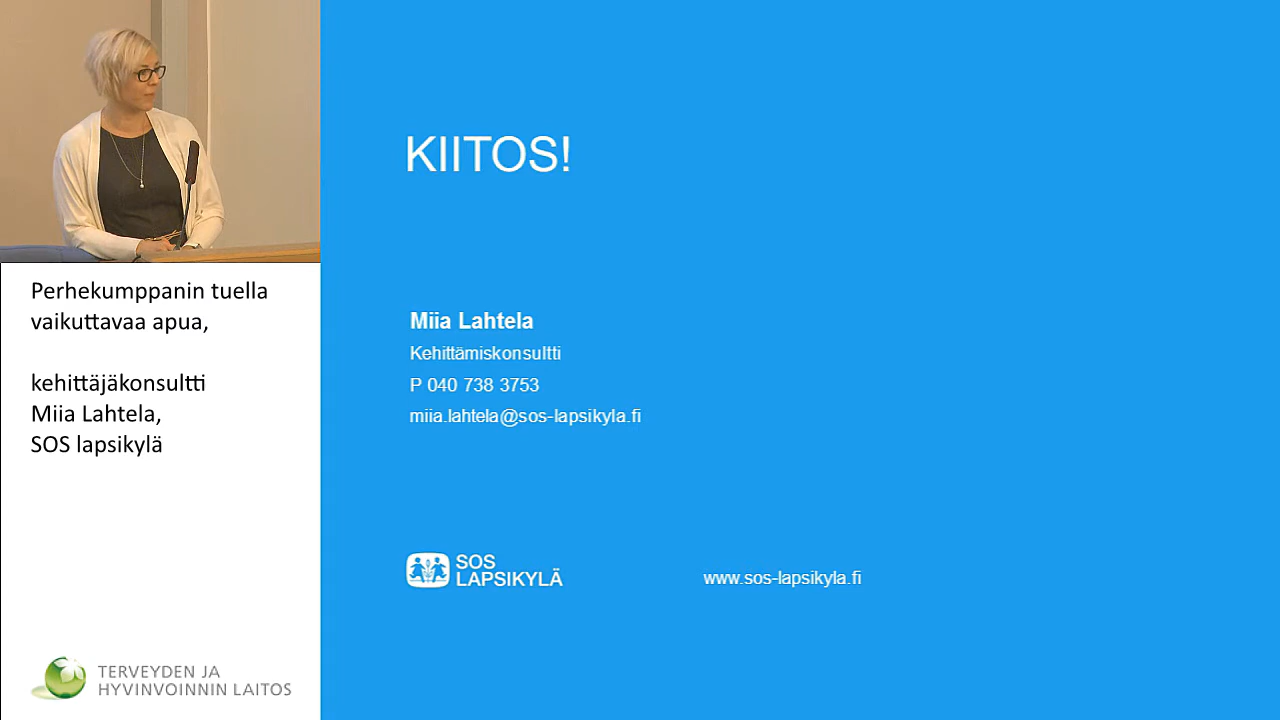 Perhekumppanin tuella
vaikuttavaa apua,
kehittäjäkonsultti
Miia Lahtela,
SOS lapsikylä
TERVEYDEN JA
HYVINVOINNIN LAITOS
KIITOS!
Miia Lahtela
Kehittämiskonsultti
P 040 738 3753
miia.lahtela@sos-lapsikyla.fi
SOS
LAPSIKYLÄ
www.sos-lapsikyla.fi